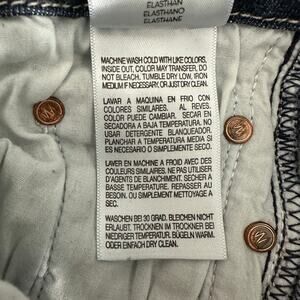 ELASTHAN
ELASTHANO
ELASTHANE
MACHINE WASH COLD WITH LIKE COLORS,
INSIDE OUT, COLOR MAY TRANSFER, DO
NOT BLEACH. TUMBLE DRY LOW, IRON
MEDIUM IF NECESSARY, OR JUST DRY CLEAN.
LAVAR A MAQUINA EN FRIO CON
COLORES SIMILARES. AL REVES.
COLOR PUEDE CAMBIAR. SECAR EN
SECADORA A BAJA TEMPERATURA, NO
USAR DETERGENTE BLANQUEADOR,
PLANCHAR A TEMPERATURA MEDIA SI
ES NECESARIO O SIMPLEMENTE SECO.
LAVER EN MACHINE A FROID AVEC DES
COULEURS SIMILAIRES. NE PAS UTILISER
D'AGENTS DE BLANCHIMENT. SECHER A
BASSE TEMPERATURE. REPASSER AU
BESOIN. OU SIMPLEMENT NETTOYAGE A
SEC.
WASCHEN BEI 30 GRAD. BLEICHEN NICHT
ERLAUBT, TROCKNEN IM TROCKNER BEI
NIEDRIGER TEMPERATUR. BÜGELN WARM.
ODER EINFACH DRY CLEAN.